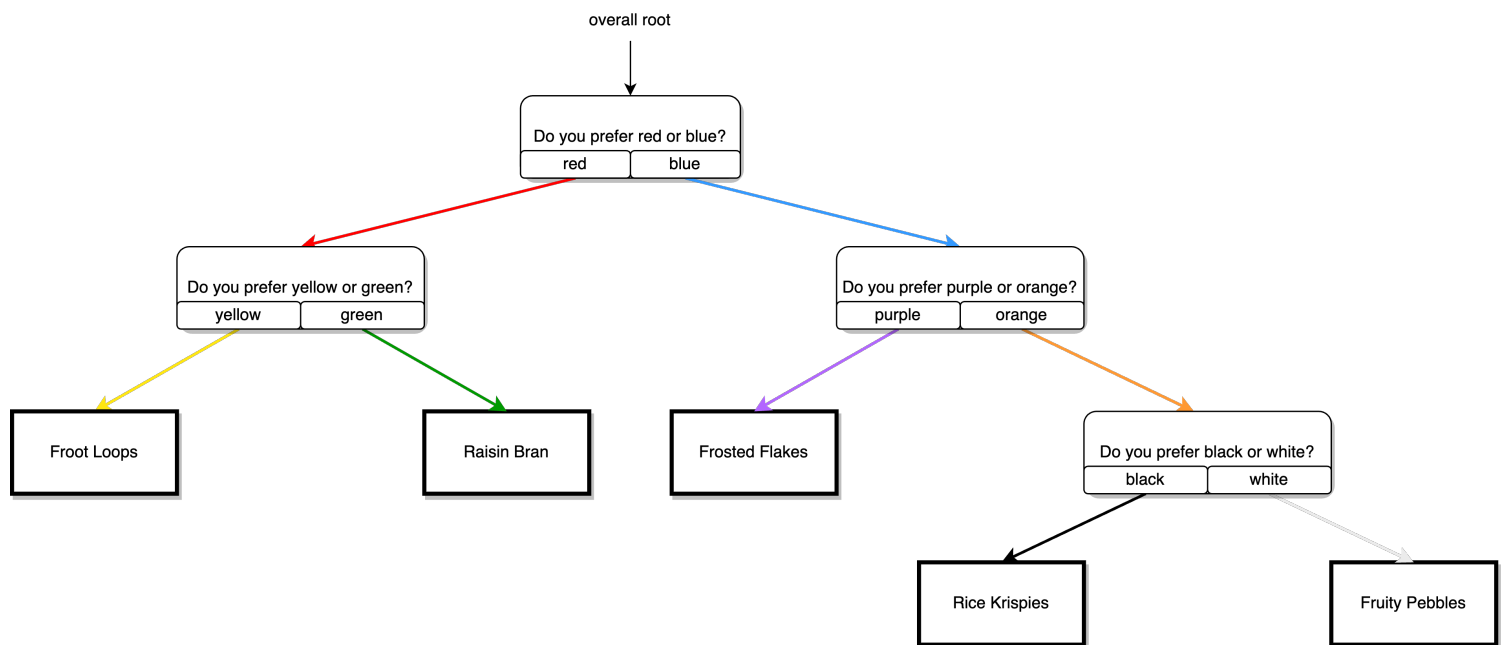 overall root
Do you prefer red or blue?
red
blue
Do you prefer yellow or green?
yellow
green
Do you prefer purple or orange?
purple
orange
Froot Loops
Raisin Bran
Frosted Flakes
Do you prefer black or white?
black
white
Rice Krispies
Fruity Pebbles